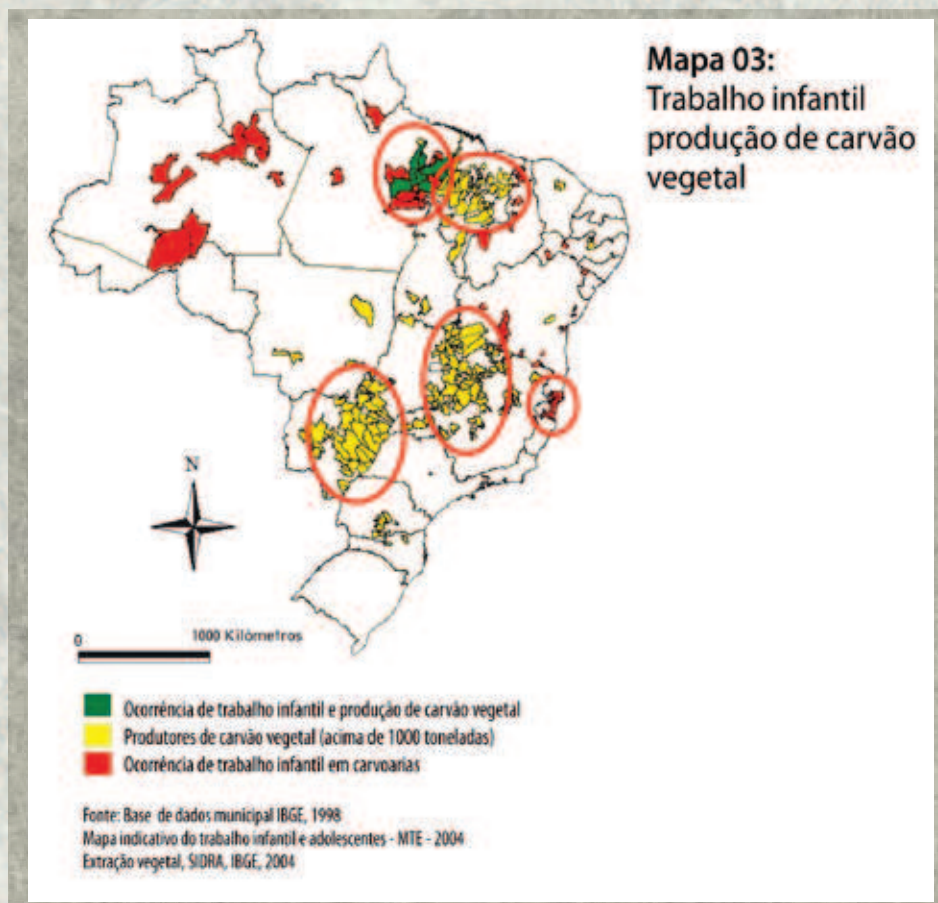 Mapa 03:
Trabalho infantil
produção de carvão
vegetal
N
0 1000 Kilômetros
Ocorrência de trabalho infantil e produção de carvão vegetal
Produtores de carvão vegetal (acima de 1000 toneladas)
Ocorrência de trabalho infantil em carvoarias
Fonte: Base de dados municipal IBGE, 1998
Mapa indicativo do trabalho infantil e adolescentes - MTE - 2004
Extração vegetal, SIDRA, IBGE, 2004